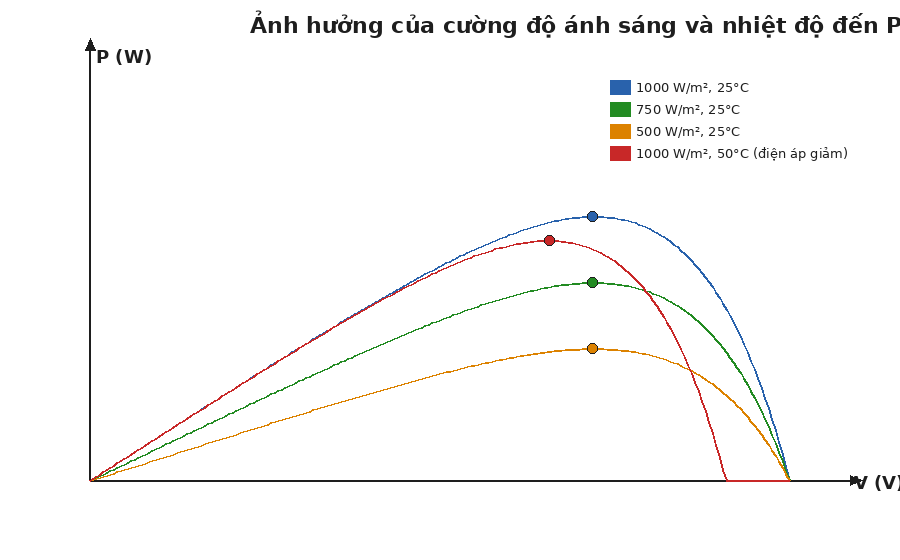 Ảnh hưởng của cường độ ánh sáng và nhiệt độ đến P
P (W)
1000 W/m², 25°C
750 W/m², 25°C
500 W/m², 25°C
1000 W/m², 50°C (điện áp giảm)
V (V)